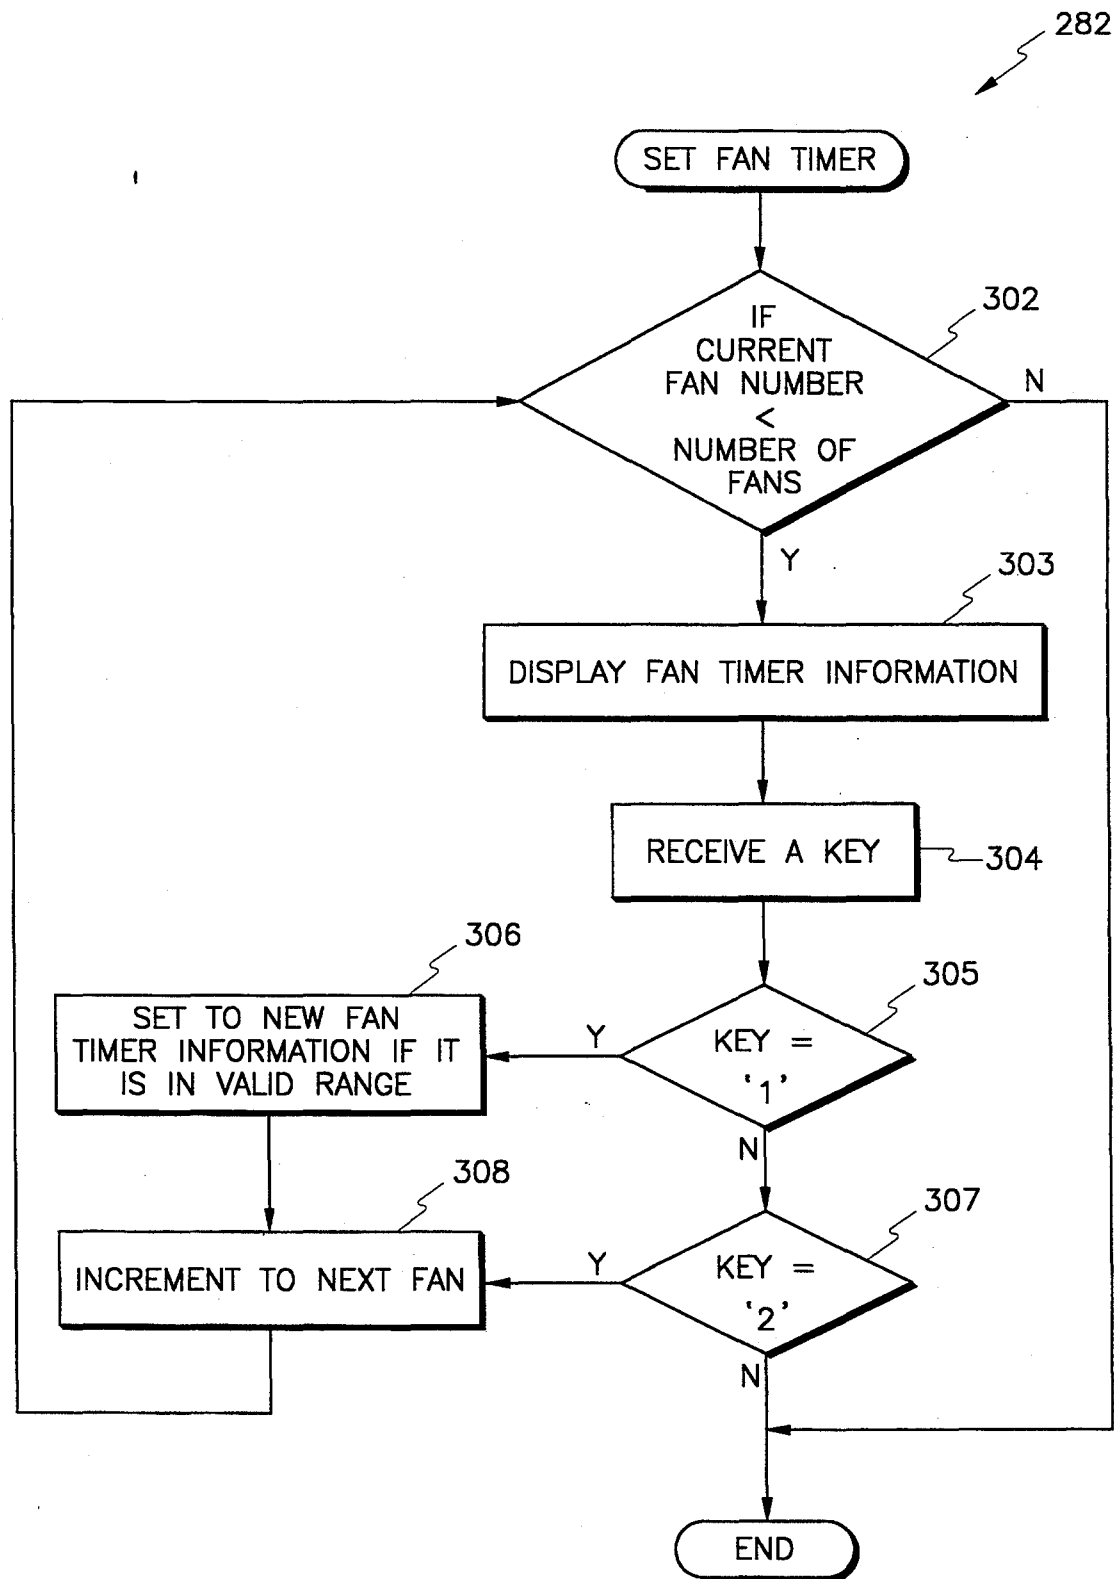 282
SET FAN TIMER
302
IF
CURRENT
FAN NUMBER
<
NUMBER OF
FANS
N
Y
303
DISPLAY FAN TIMER INFORMATION
RECEIVE A KEY
304
306
SET TO NEW FAN
TIMER INFORMATION IF IT
IS IN VALID RANGE
305
KEY =
'1'
Y
N
308
INCREMENT TO NEXT FAN
307
KEY =
'2'
Y
N
END